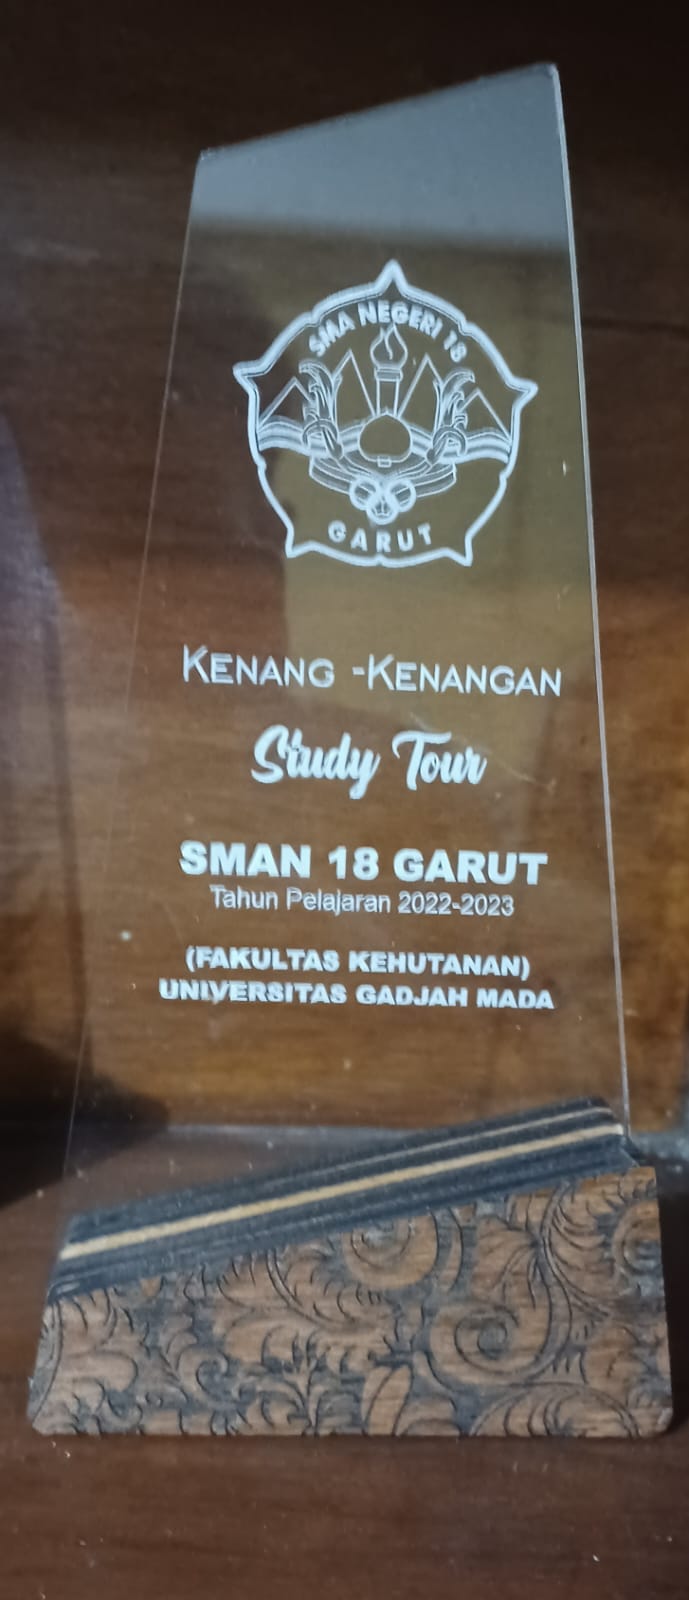 SMA NEGERI 18
GARUT
KENANG -KENANGAN
Study Tour
SMAN 18 GARUT
Tahun Pelajaran 2022-2023
(FAKULTAS KEHUTANAN)
UNIVERSITAS GADJAH MADA